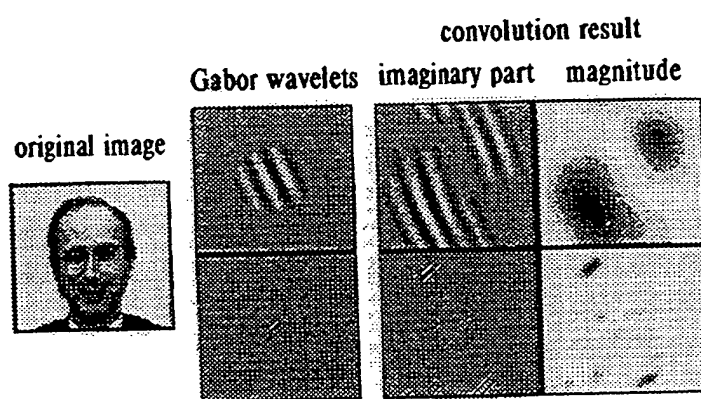 convolution result
Gabor wavelets imaginary part magnitude
original image